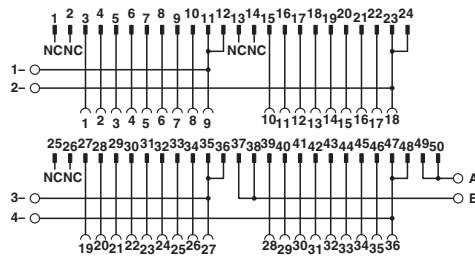 1 2 3 4 5 6 7 8 9 10 11 12 13 14 15 16 17 18 19 20 21 22 23 24
NC NC NC NC
1–
2–
1 2 3 4 5 6 7 8 9 10 11 12 13 14 15 16 17 18
25 26 27 28 29 30 31 32 33 34 35 36 37 38 39 40 41 42 43 44 45 46 47 48 49 50
NC NC
A
3–
B
4–
19 20 21 22 23 24 25 26 27 28 29 30 31 32 33 34 35 36